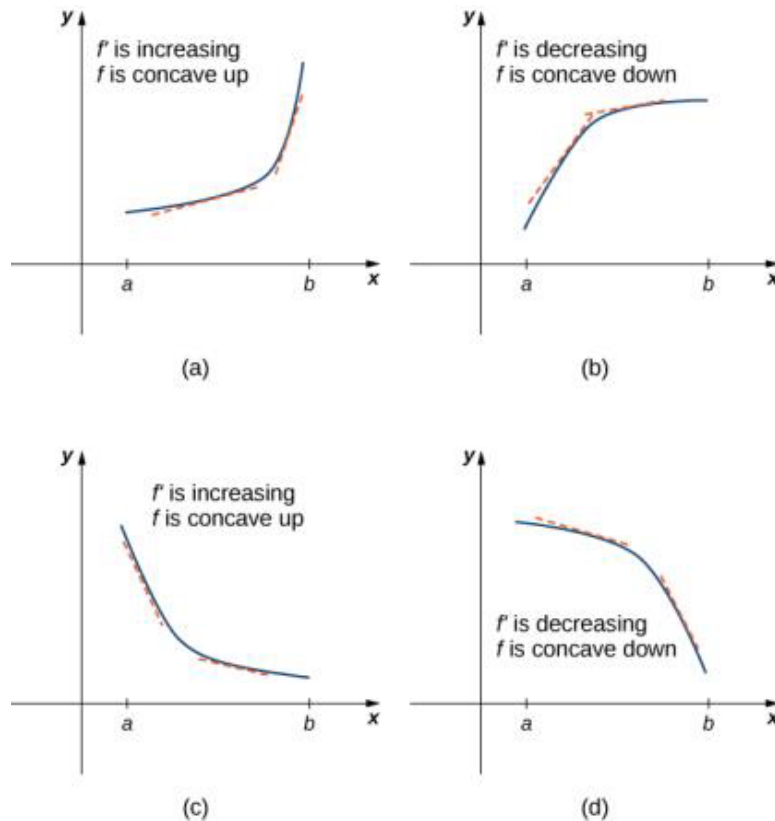 y
f' is increasing
f is concave up
a
b
x
(a)
y
f' is decreasing
f is concave down
a
b
x
(b)
y
f' is increasing
f is concave up
a
b
x
(c)
y
f' is decreasing
f is concave down
a
b
x
(d)